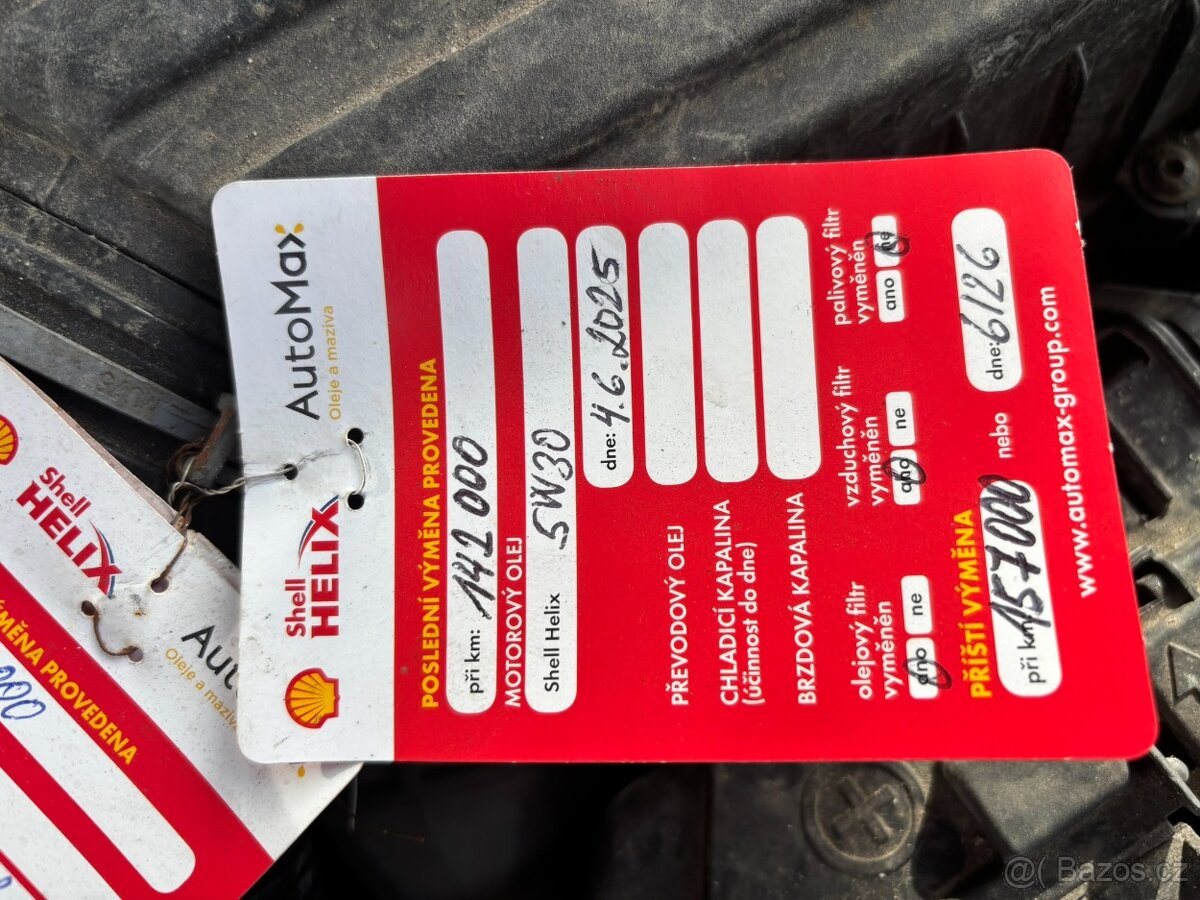 Shell
HELIX
AutoMax
Oleje a maziva
POSLEDNÍ VÝMĚNA PROVEDENA
při km: 142 000
MOTOROVÝ OLEJ
Shell Helix 5W30
dne: 4.6.2025
PŘEVODOVÝ OLEJ
CHLADICÍ KAPALINA
(účinnost do dne)
BRZDOVÁ KAPALINA
olejový filtr
vyměněn
ano ne
vzduchový filtr
vyměněn
ano ne
palivový filtr
vyměněn
ano ne
PŘÍŠTÍ VÝMĚNA
při km 157000 nebo dne: 6/26
www.automax-group.com
Shell
HELIX
Oleje a maziva
MĚNA PROVEDENA
000
@( Bazos.cz